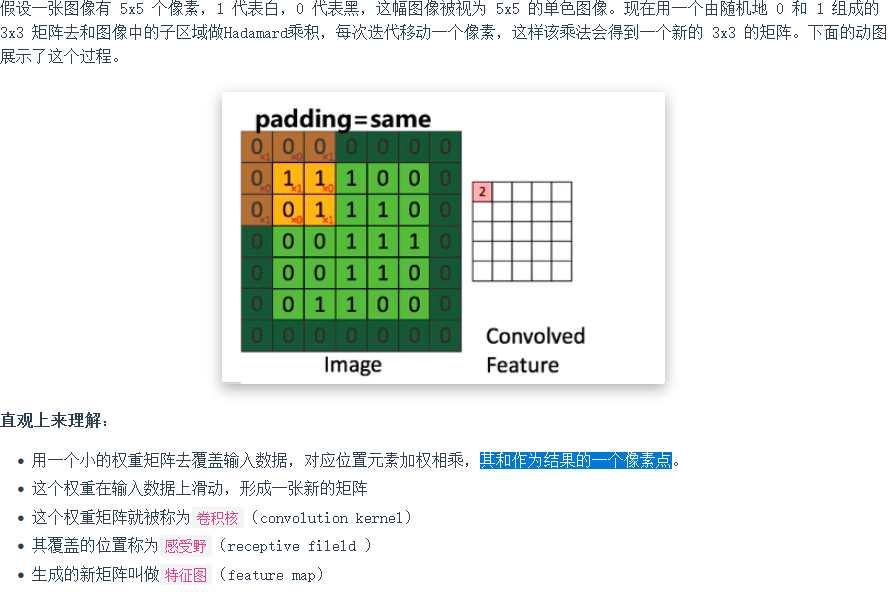 假设一张图像有 5x5 个像素，1 代表白，0 代表黑，这幅图像被视为 5x5 的单色图像。现在用一个由随机地 0 和 1 组成的
3x3 矩阵去和图像中的子区域做Hadamard乘积，每次迭代移动一个像素，这样该乘法会得到一个新的 3x3 的矩阵。下面的动图
展示了这个过程。
padding=same
0×1 0×0 0×1 0 0 0 0
0×0 1×1 1×0 1 0 0 0
0×1 0×0 1×1 1 1 0 0
0 0 0 1 1 1 0
0 0 0 1 1 0 0
0 0 1 1 0 0 0
0 0 0 0 0 0 0
2
Image
Convolved
Feature
直观上来理解：
用一个小的权重矩阵去覆盖输入数据，对应位置元素加权相乘，其和作为结果的一个像素点。
这个权重在输入数据上滑动，形成一张新的矩阵
这个权重矩阵就被称为 卷积核（convolution kernel）
其覆盖的位置称为 感受野（receptive fileld ）
生成的新矩阵叫做 特征图（feature map）